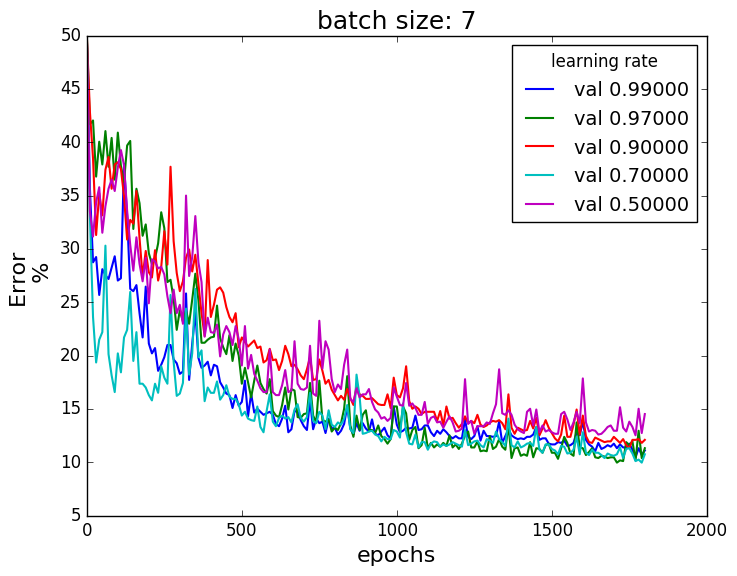 batch size: 7
learning rate
val 0.99000
val 0.97000
val 0.90000
val 0.70000
val 0.50000
50
45
40
35
30
25
20
15
10
5
Error
%
0
500
1000
1500
2000
epochs